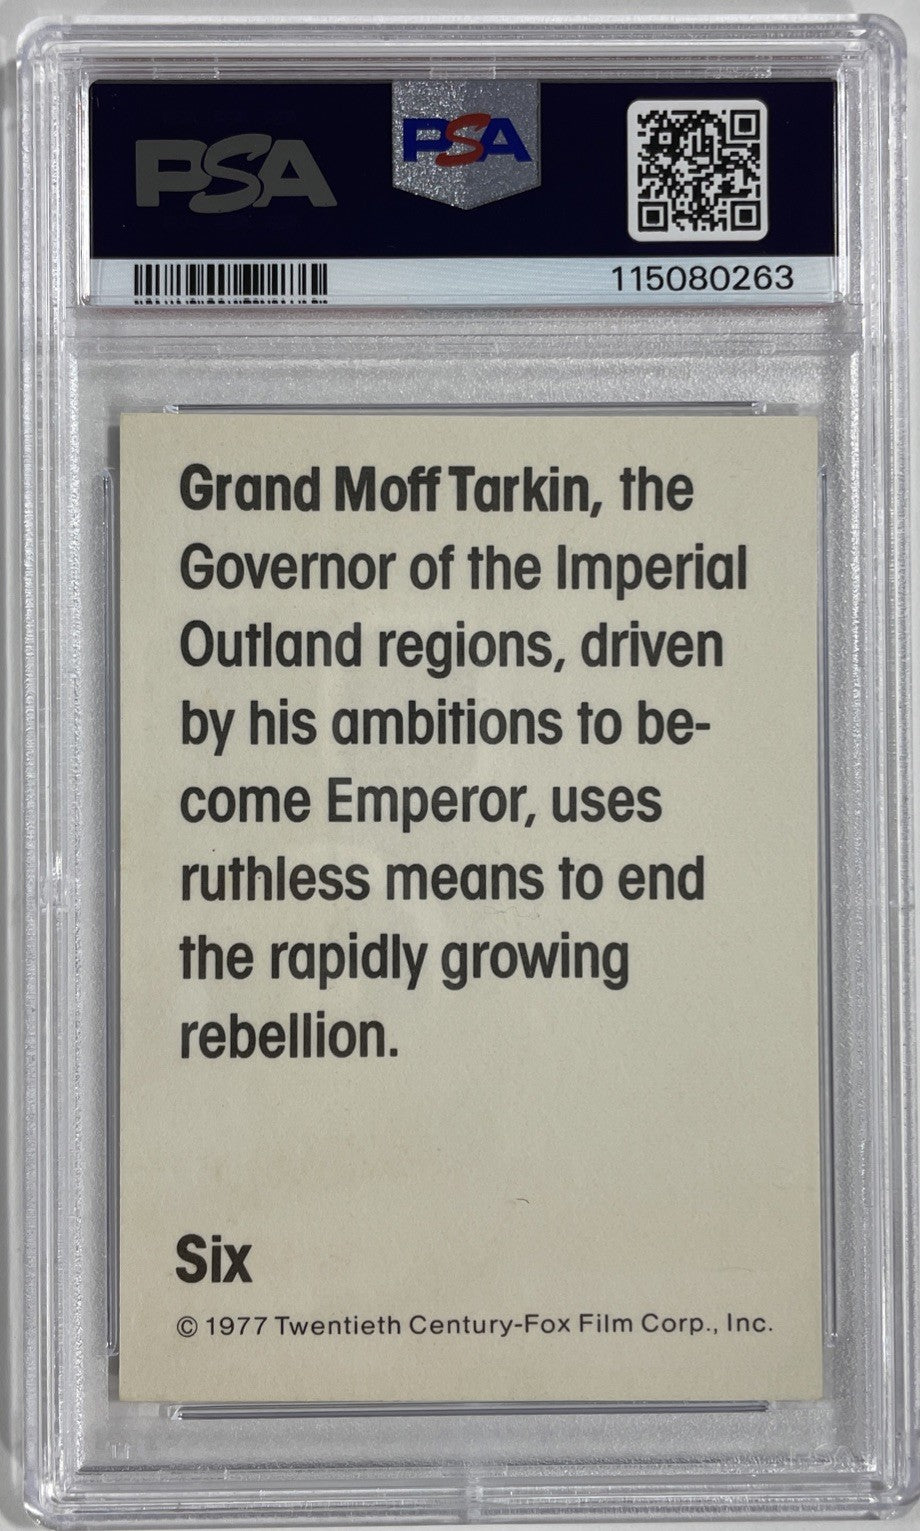 PSA
PSA
115080263
Grand Moff Tarkin, the
Governor of the Imperial
Outland regions, driven
by his ambitions to be-
come Emperor, uses
ruthless means to end
the rapidly growing
rebellion.
Six
© 1977 Twentieth Century-Fox Film Corp., Inc.